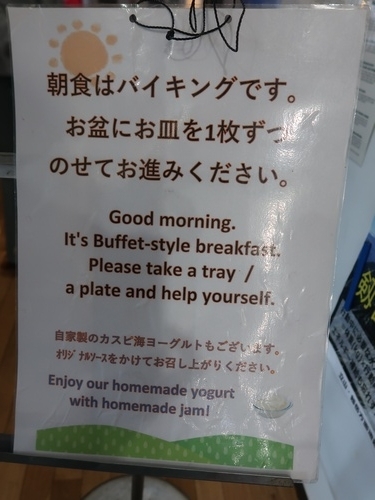 朝食はバイキングです。
お盆にお皿を1枚ずつ
のせてお進みください。
Good morning.
It's Buffet-style breakfast.
Please take a tray /
a plate and help yourself.
自家製のカスピ海ヨーグルトもございます。
ｵﾘｼﾞﾅﾙｿｰｽをかけてお召し上がりください。
Enjoy our homemade yogurt
with homemade jam!